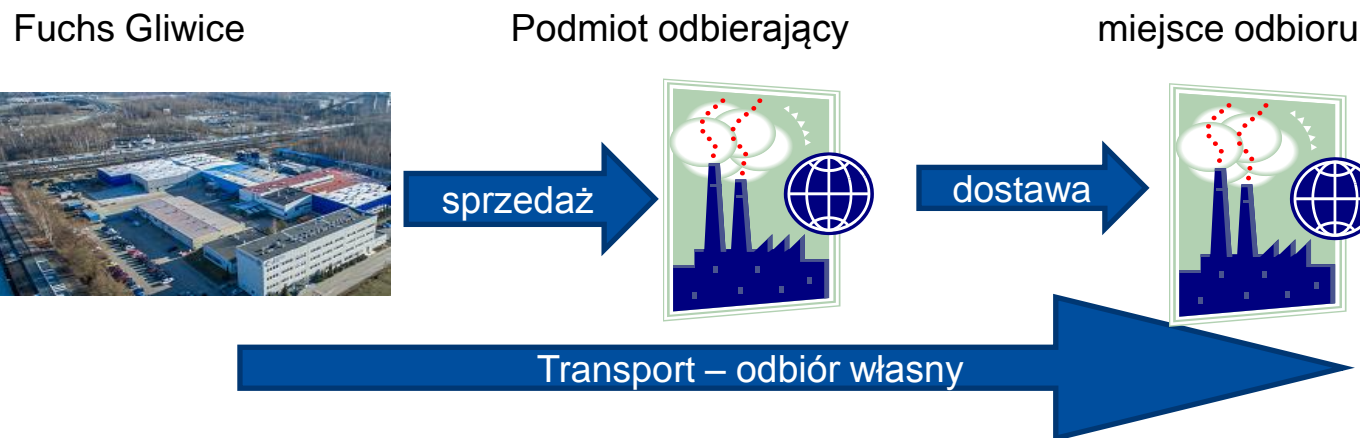 Fuchs Gliwice
Podmiot odbierający
miejsce odbioru
sprzedaż
dostawa
Transport – odbiór własny